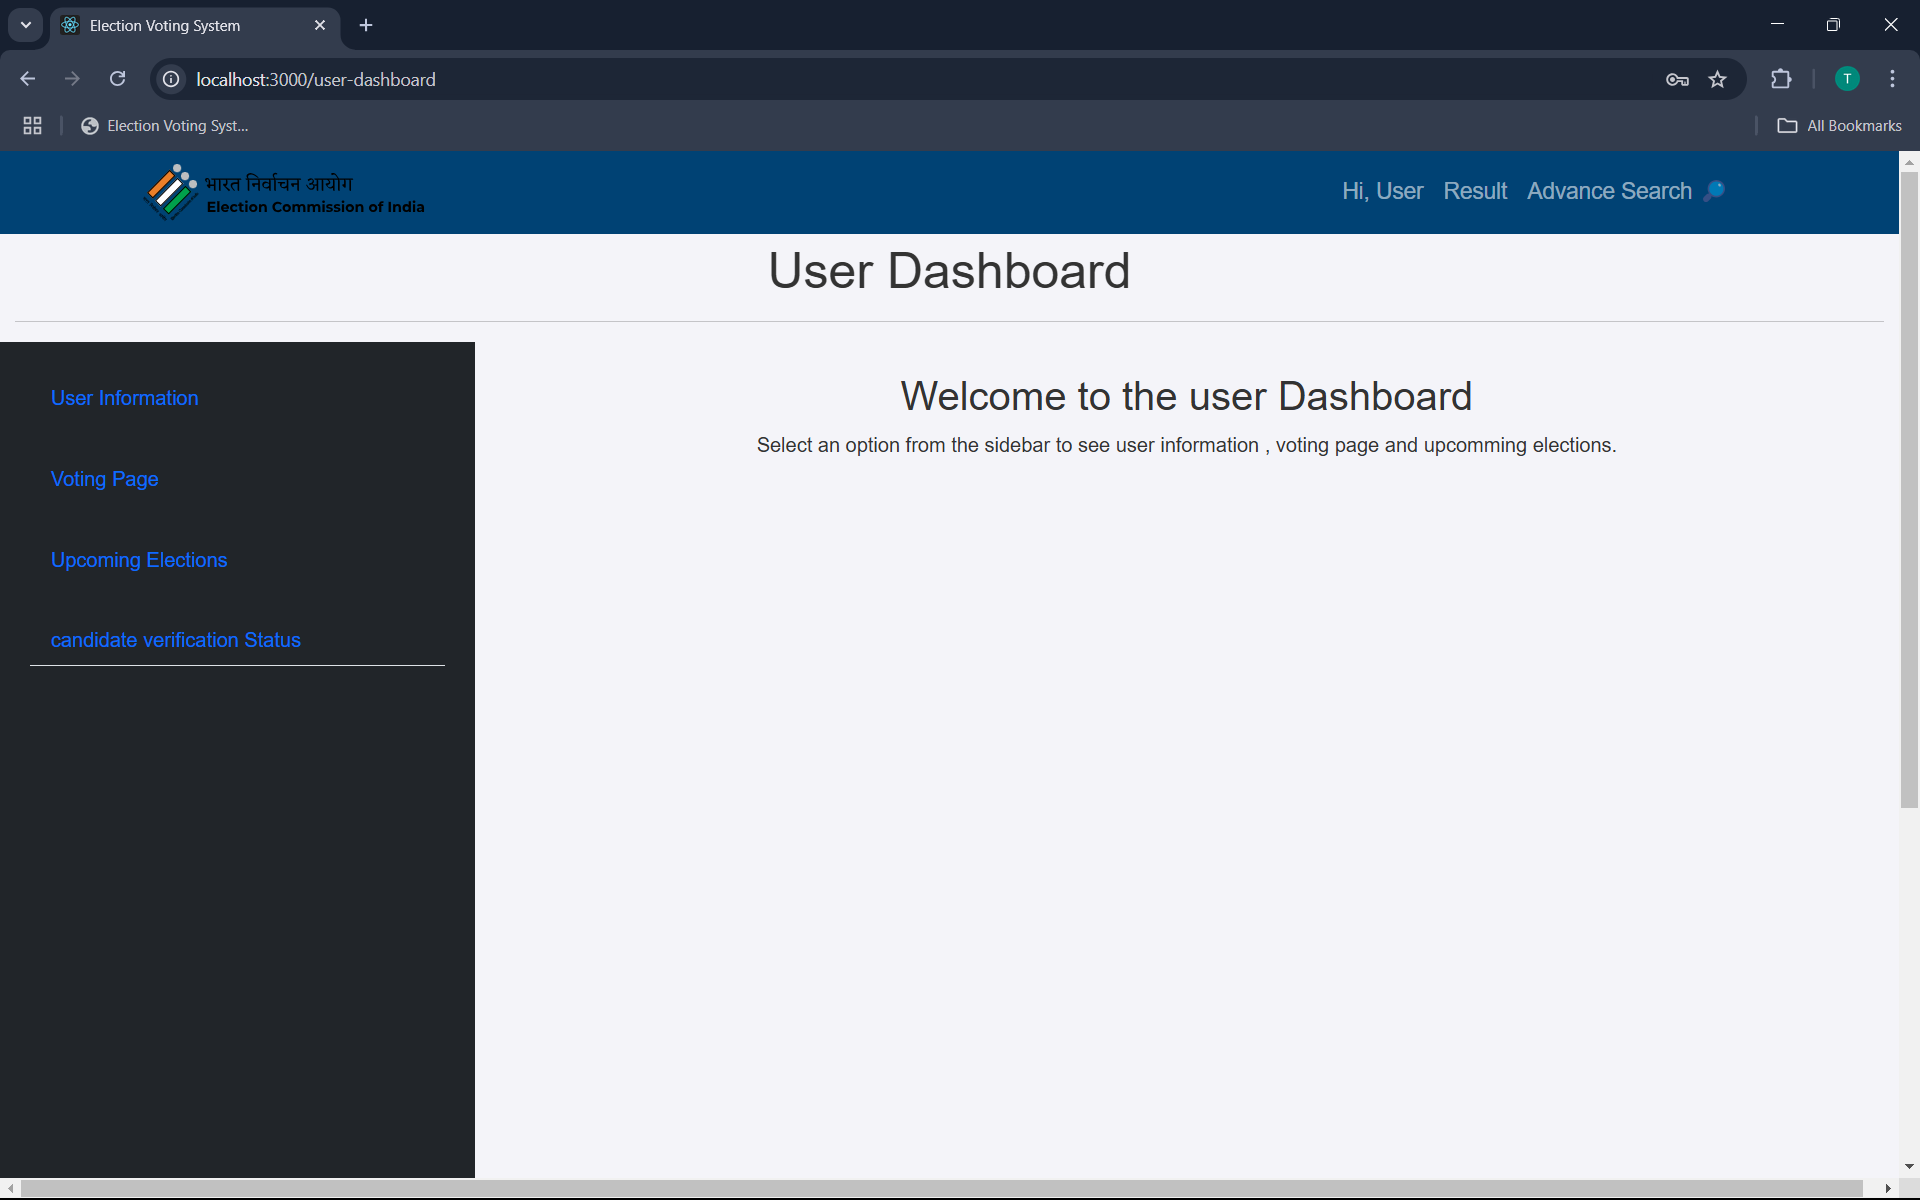 Election Voting System
localhost:3000/user-dashboard
T
Election Voting Syst...
All Bookmarks
भारत निर्वाचन आयोग
Election Commission of India
Hi, User Result Advance Search
User Dashboard
User Information
Voting Page
Upcoming Elections
candidate verification Status
Welcome to the user Dashboard
Select an option from the sidebar to see user information , voting page and upcomming elections.